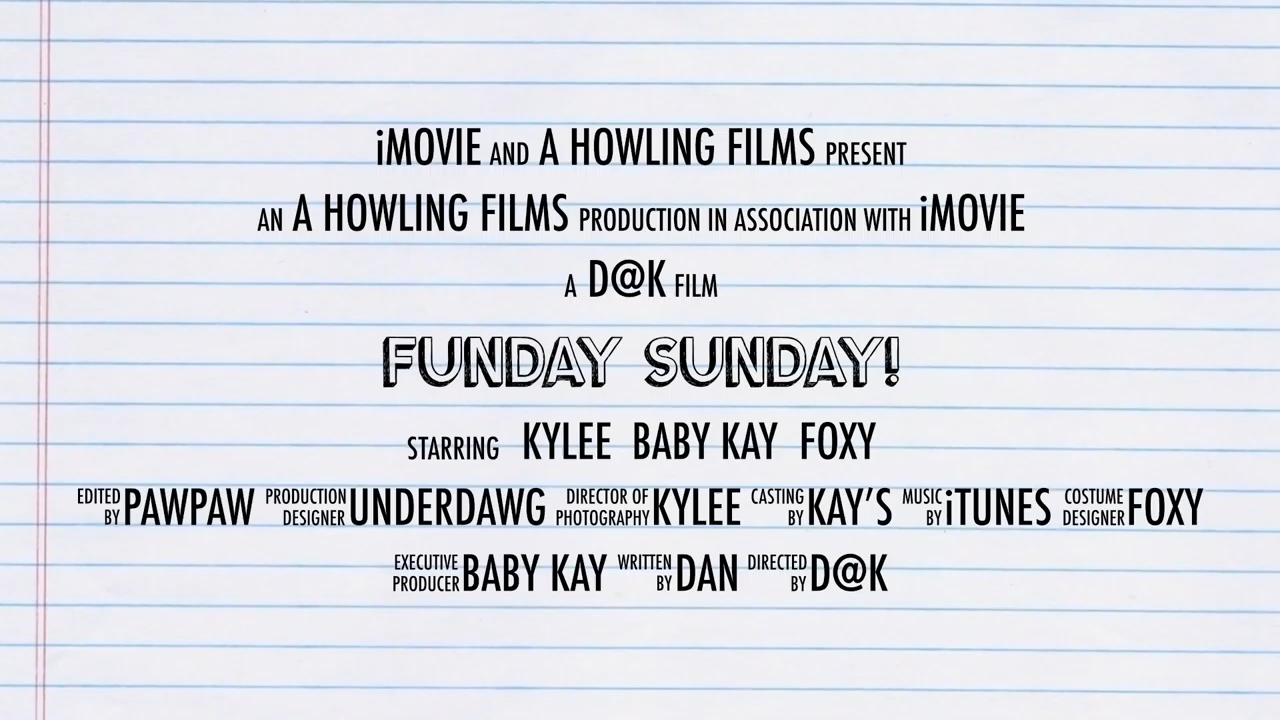 iMOVIE AND A HOWLING FILMS PRESENT
AN A HOWLING FILMS PRODUCTION IN ASSOCIATION WITH iMOVIE
A D@K FILM
FUNDAY SUNDAY!
STARRING KYLEE BABY KAY FOXY
EDITED BY PAWPAW PRODUCTION DESIGNER UNDERDAWG DIRECTOR OF PHOTOGRAPHY KYLEE CASTING BY KAY'S MUSIC BY iTUNES COSTUME DESIGNER FOXY
EXECUTIVE PRODUCER BABY KAY WRITTEN BY DAN DIRECTED BY D@K